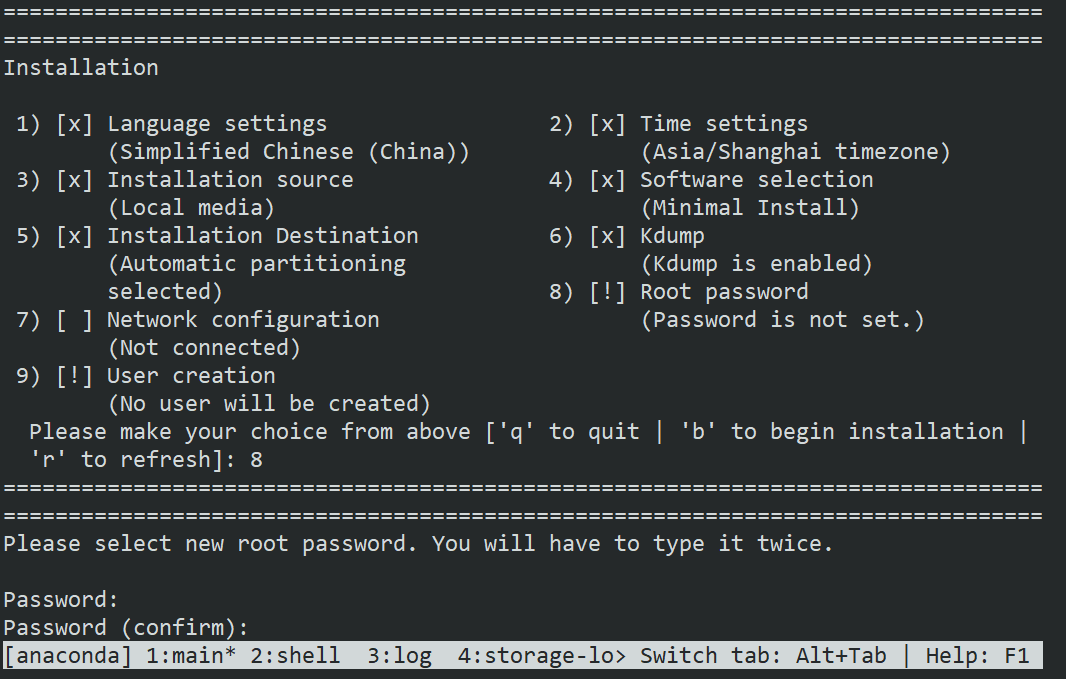 ================================================================================
================================================================================
Installation
1) [x] Language settings 2) [x] Time settings
(Simplified Chinese (China)) (Asia/Shanghai timezone)
3) [x] Installation source 4) [x] Software selection
(Local media) (Minimal Install)
5) [x] Installation Destination 6) [x] Kdump
(Automatic partitioning (Kdump is enabled)
selected) 8) [!] Root password
7) [ ] Network configuration (Password is not set.)
(Not connected)
9) [!] User creation
(No user will be created)
Please make your choice from above ['q' to quit | 'b' to begin installation |
'r' to refresh]: 8
================================================================================
================================================================================
Please select new root password. You will have to type it twice.
Password:
Password (confirm):
[anaconda] 1:main* 2:shell 3:log 4:storage-lo> Switch tab: Alt+Tab | Help: F1